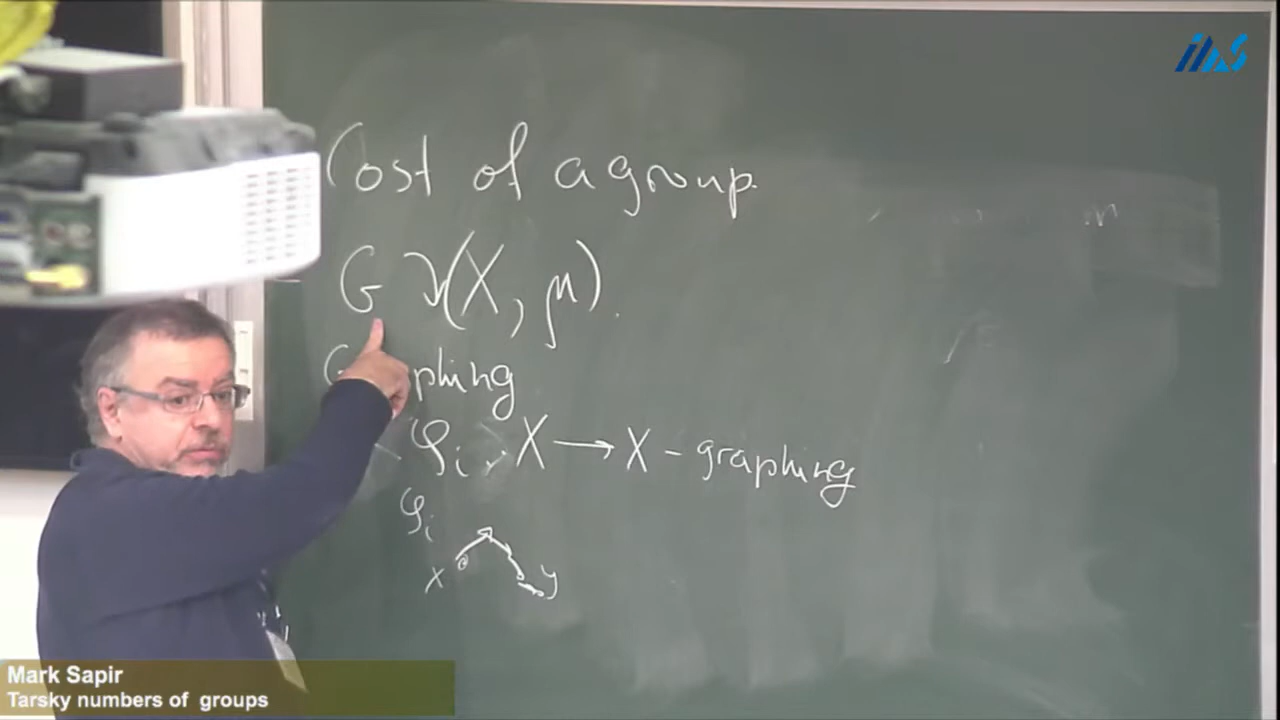 Cost of a group.
G ↷ (X, μ).
Graphing
φi : X → X - graphing
φi
x y
Mark Sapir
Tarsky numbers of groups